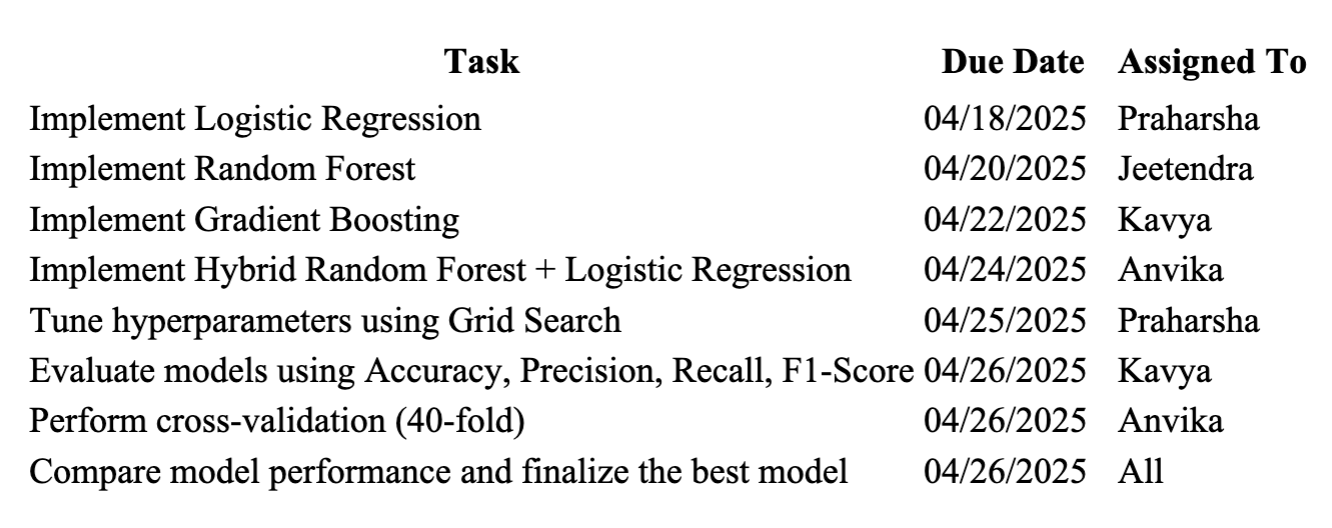 Task Due Date Assigned To
Implement Logistic Regression 04/18/2025 Praharsha
Implement Random Forest 04/20/2025 Jeetendra
Implement Gradient Boosting 04/22/2025 Kavya
Implement Hybrid Random Forest + Logistic Regression 04/24/2025 Anvika
Tune hyperparameters using Grid Search 04/25/2025 Praharsha
Evaluate models using Accuracy, Precision, Recall, F1-Score 04/26/2025 Kavya
Perform cross-validation (40-fold) 04/26/2025 Anvika
Compare model performance and finalize the best model 04/26/2025 All